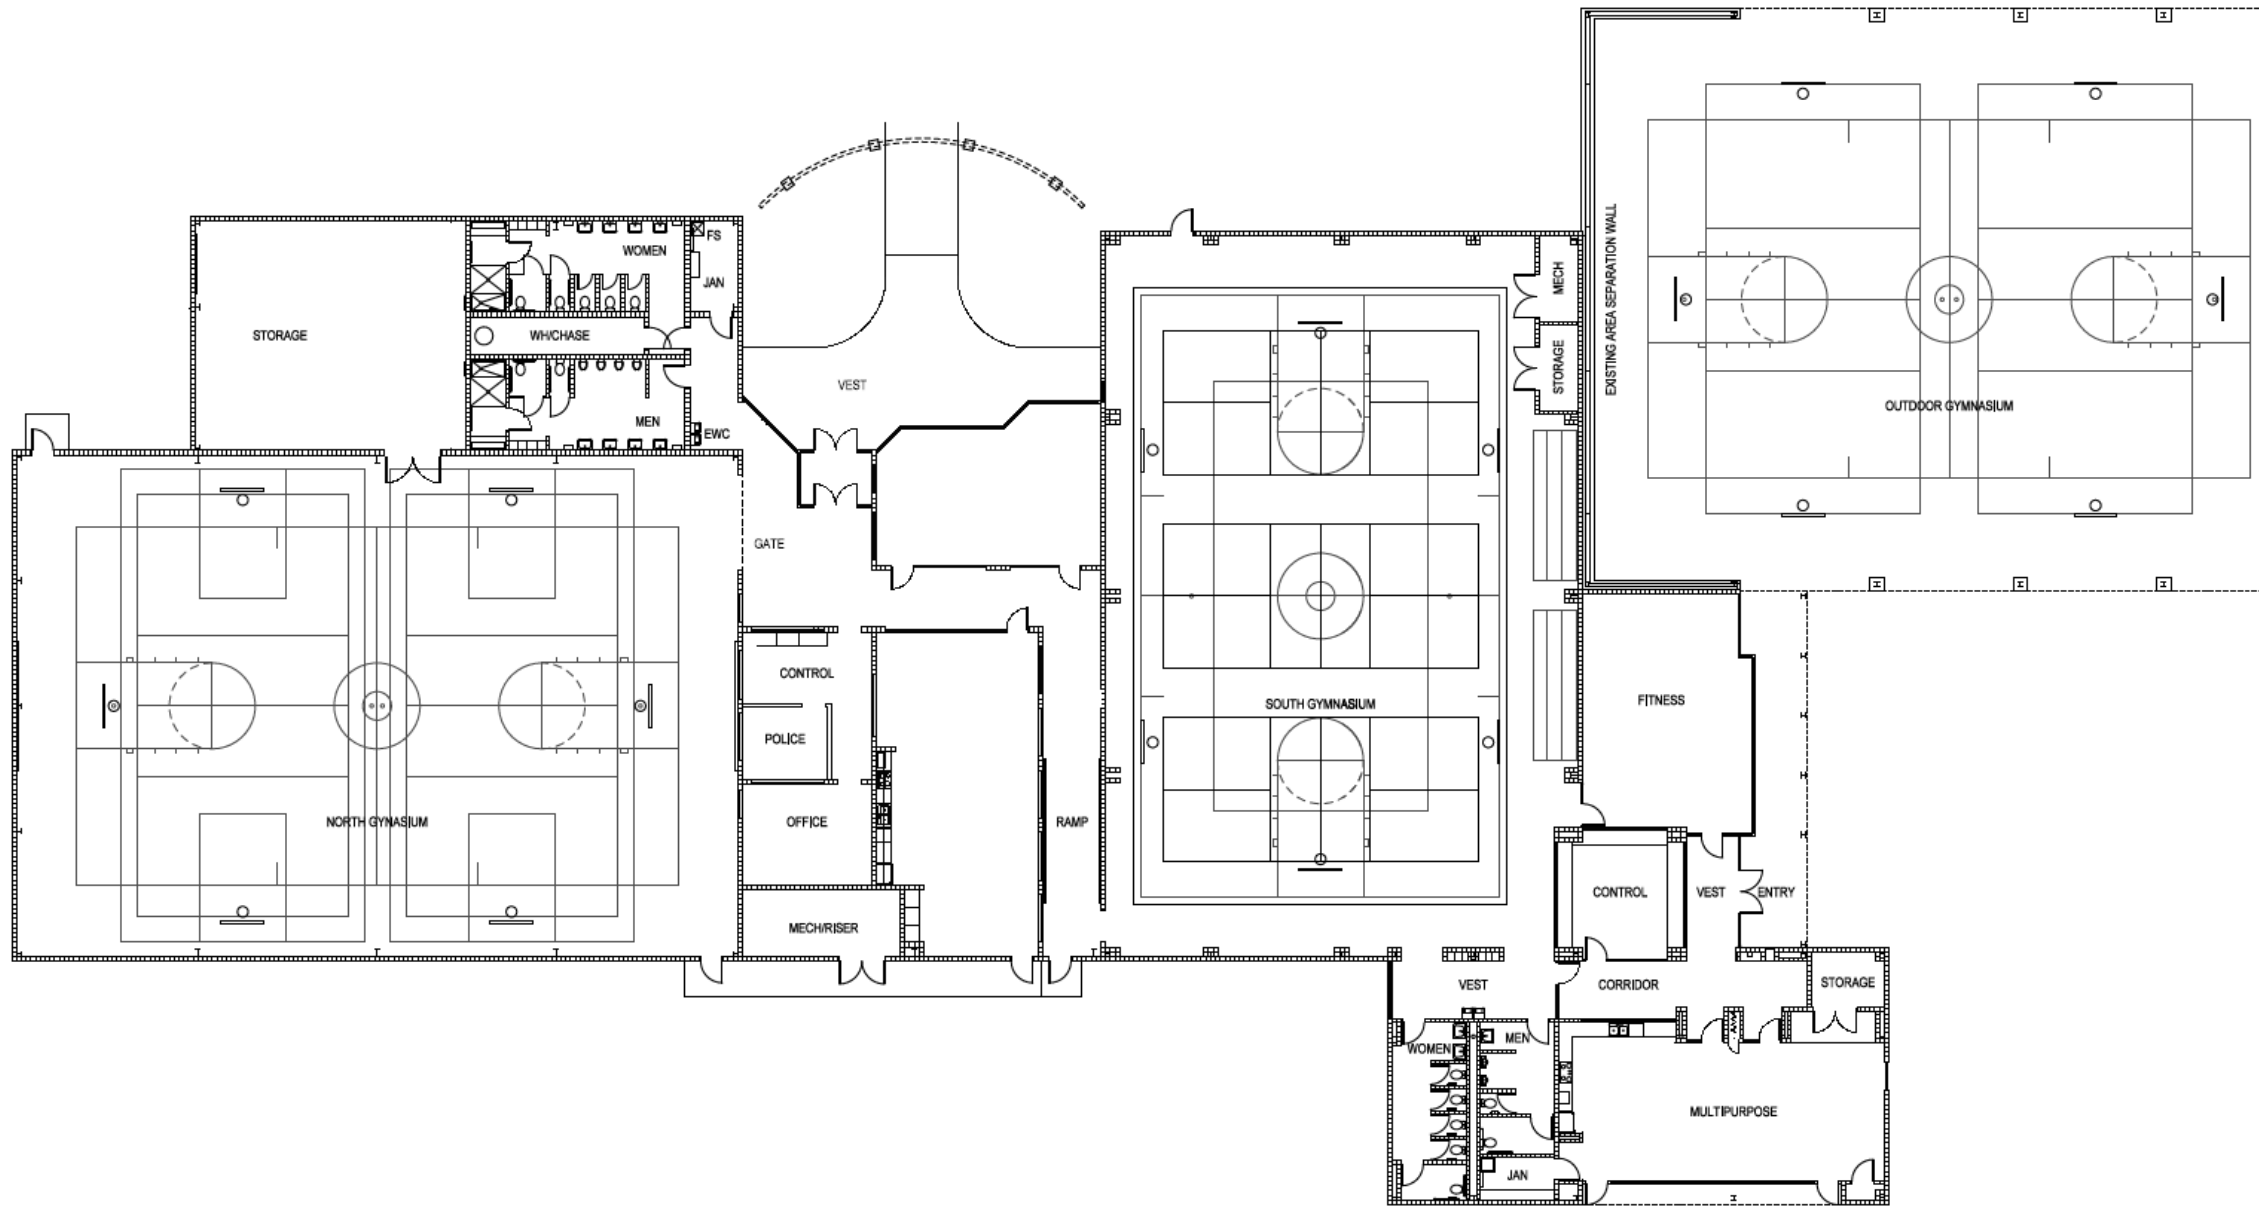 FS
WOMEN
JAN
MECH
STORAGE
WH/CHASE
STORAGE
EXISTING AREA SEPARATION WALL
VEST
OUTDOOR GYMNASIUM
MEN
EWC
GATE
CONTROL
FITNESS
SOUTH GYMNASIUM
POLICE
NORTH GYNASIUM
OFFICE
RAMP
CONTROL
VEST
ENTRY
MECH/RISER
VEST
CORRIDOR
STORAGE
WOMEN
MEN
MULTIPURPOSE
JAN